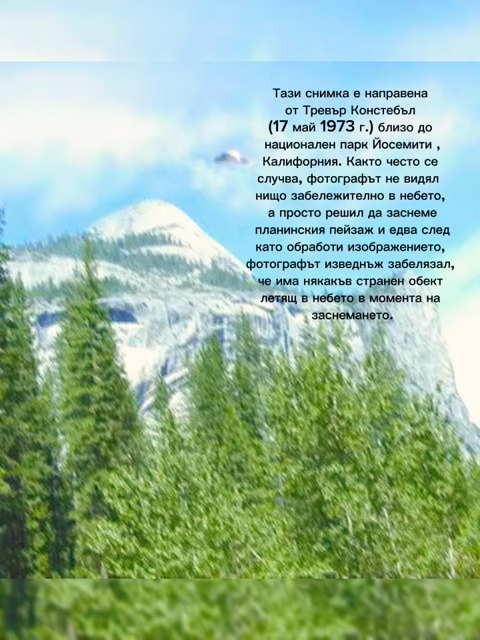 Тази снимка е направена
от Тревър Констебъл
(17 май 1973 г.) близо до
национален парк Йосемити ,
Калифорния. Както често се
случва, фотографът не видял
нищо забележително в небето,
а просто решил да заснеме
планинския пейзаж и едва след
като обработи изображението,
фотографът изведнъж забелязал,
че има някакъв странен обект
летящ в небето в момента на
заснемането.